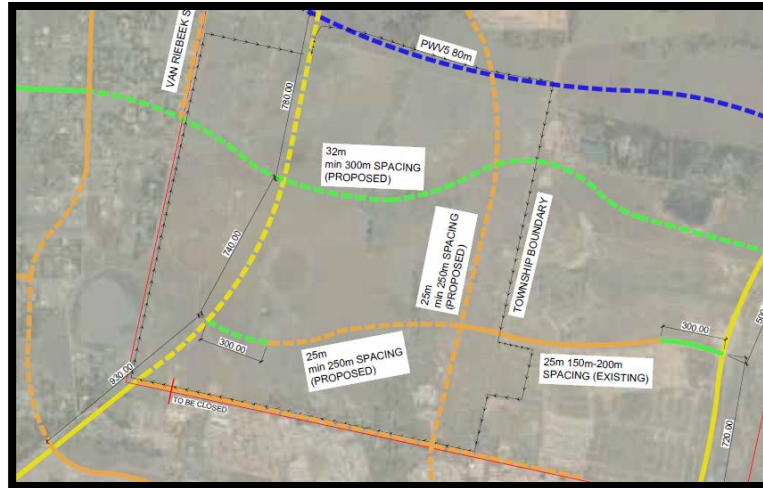 VAN RIEBEEK S
780.00
PWV5 80m
32m
min 300m SPACING
(PROPOSED)
740.00
25m
min 250m SPACING
(PROPOSED)
TOWNSHIP BOUNDARY
300.00
25m
min 250m SPACING
(PROPOSED)
930.00
TO BE CLOSED
25m 150m-200m
SPACING (EXISTING)
300.00
500
720.00